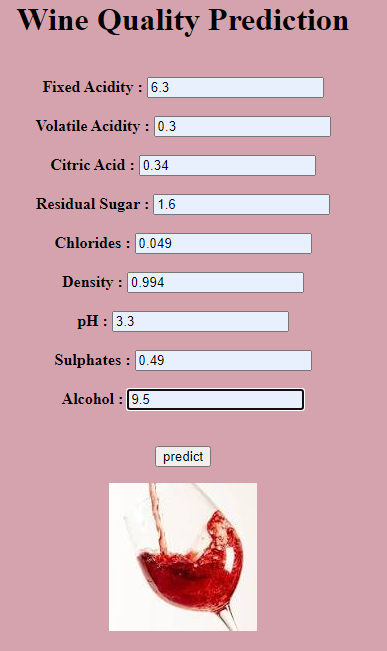 Wine Quality Prediction
Fixed Acidity : 6.3
Volatile Acidity : 0.3
Citric Acid : 0.34
Residual Sugar : 1.6
Chlorides : 0.049
Density : 0.994
pH : 3.3
Sulphates : 0.49
Alcohol : 9.5
predict